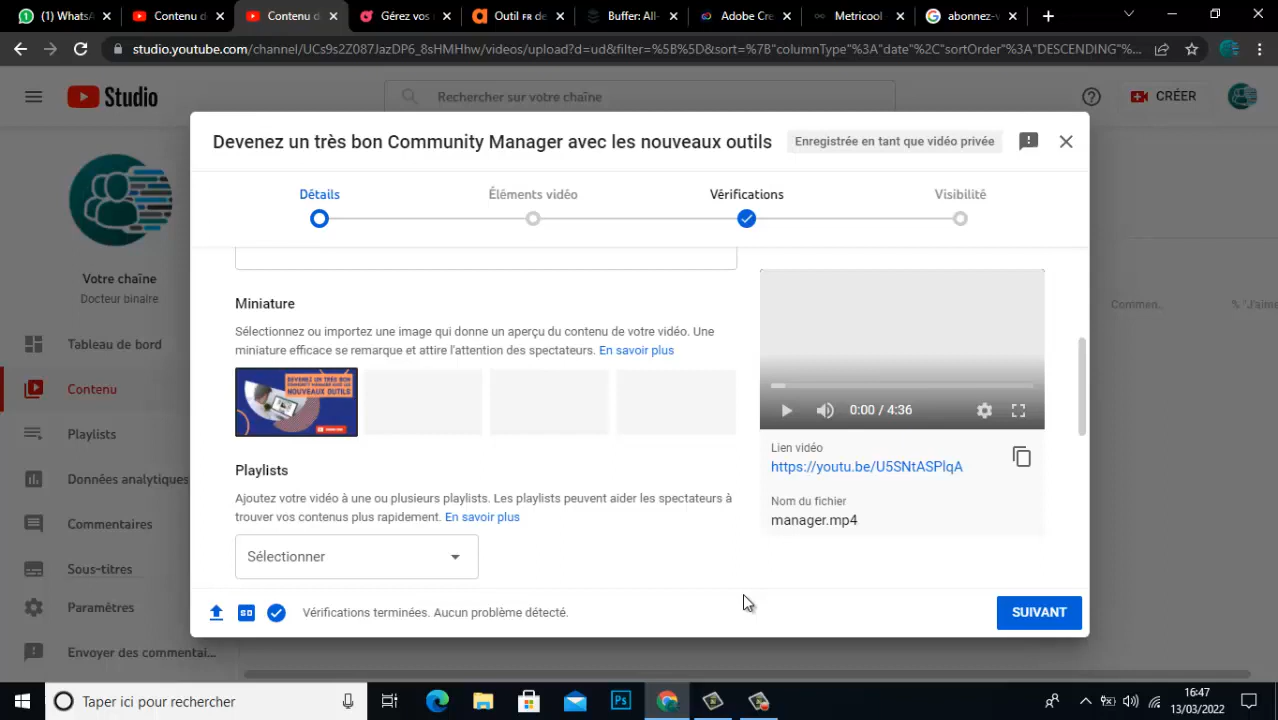 (1) WhatsA
Contenu d
Contenu d
Gérez vos
Outil FR de
Buffer: All-
Adobe Cre
Metricool
abonnez-v
studio.youtube.com/channel/UCs9s2Z087JazDP6_8sHMHhw/videos/upload?d=ud&filter=%5B%5D&sort=%7B"columnType"%3A"date"%2C"sortOrder"%3A"DESCENDING"%...
Studio
Rechercher sur votre chaîne
CRÉER
Devenez un très bon Community Manager avec les nouveaux outils
Enregistrée en tant que vidéo privée
Détails
Éléments vidéo
Vérifications
Visibilité
Votre chaîne
Docteur binaire
Tableau de bord
Contenu
Playlists
Données analytiques
Commentaires
Sous-titres
Paramètres
Envoyer des commentai...
Commen..
% "J'aime
Miniature
Sélectionnez ou importez une image qui donne un aperçu du contenu de votre vidéo. Une
miniature efficace se remarque et attire l'attention des spectateurs. En savoir plus
DEVENEZ UN TRÈS BON
COMMUNITY MANAGER AVEC LES
NOUVEAUX OUTILS
Playlists
Ajoutez votre vidéo à une ou plusieurs playlists. Les playlists peuvent aider les spectateurs à
trouver vos contenus plus rapidement. En savoir plus
Sélectionner
0:00 / 4:36
Lien vidéo
https://youtu.be/U5SNtASPlqA
Nom du fichier
manager.mp4
SD
Vérifications terminées. Aucun problème détecté.
SUIVANT
Taper ici pour rechercher
Ps
16:47
13/03/2022